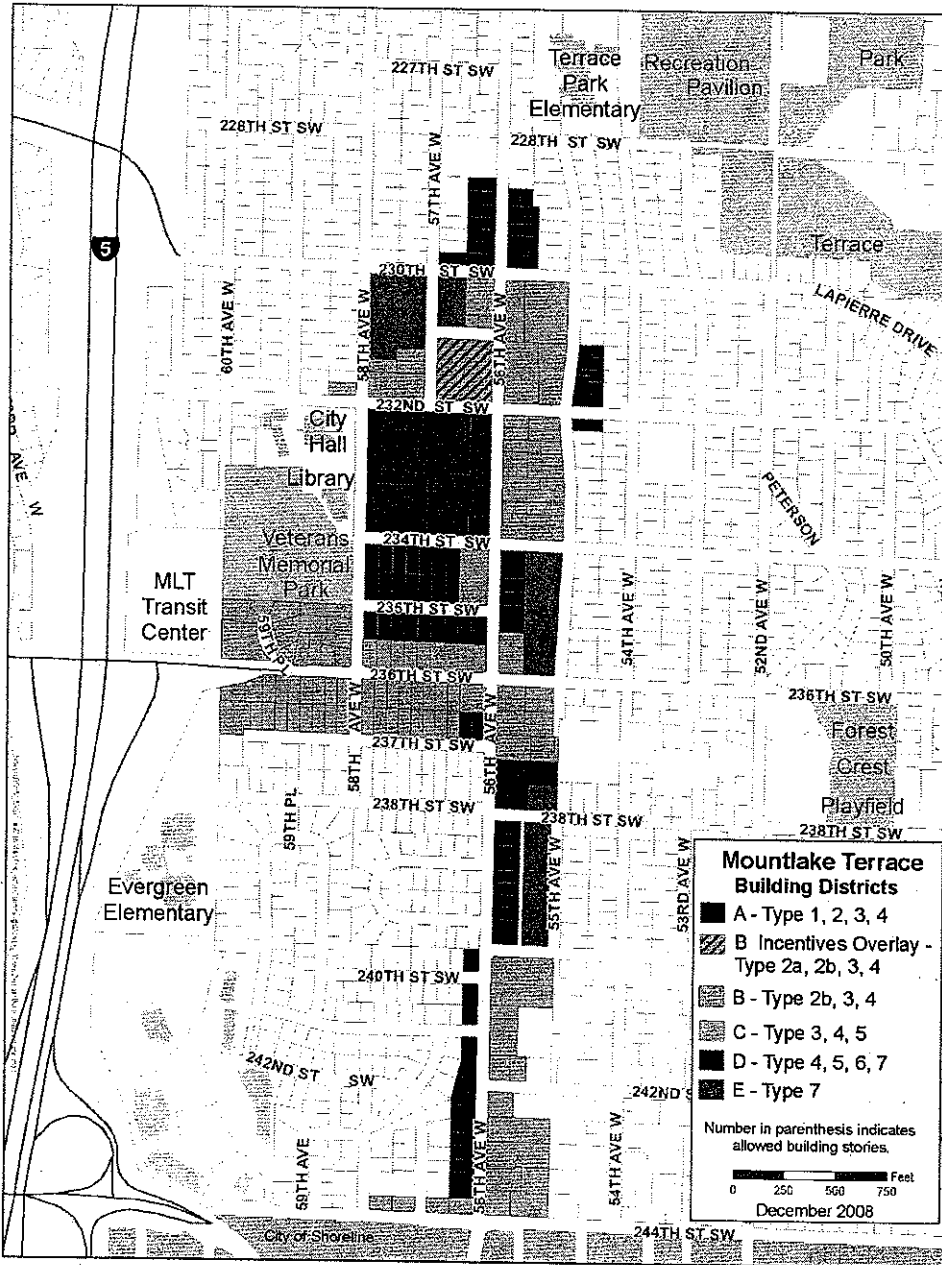 227TH ST SW
Terrace
Park
Elementary
Recreation
Pavilion
Park
228TH ST SW
228TH ST SW
57TH AVE W
5
Terrace
230TH ST SW
LAPIERRE DRIVE
60TH AVE W
58TH AVE W
56TH AVE W
232ND ST SW
City
Hall
Library
AVE W
PETERSON
234TH ST SW
Veterans
Memorial
Park
MLT
Transit
Center
235TH ST SW
59TH PL
54TH AVE W
52ND AVE W
50TH AVE W
236TH ST SW
236TH ST SW
58TH AVE W
56TH AVE W
237TH ST SW
Forest
Crest
Playfield
238TH ST SW
238TH ST SW
238TH ST SW
59TH PL
55TH AVE W
53RD AVE W
Evergreen
Elementary
240TH ST SW
242ND ST SW
242ND S
59TH AVE
56TH AVE W
54TH AVE W
244TH ST SW
City of Shoreline
Mountlake Terrace
Building Districts
A - Type 1, 2, 3, 4
B Incentives Overlay -
Type 2a, 2b, 3, 4
B - Type 2b, 3, 4
C - Type 3, 4, 5
D - Type 4, 5, 6, 7
E - Type 7
Number in parenthesis indicates
allowed building stories.
Feet
0 250 500 750
December 2008